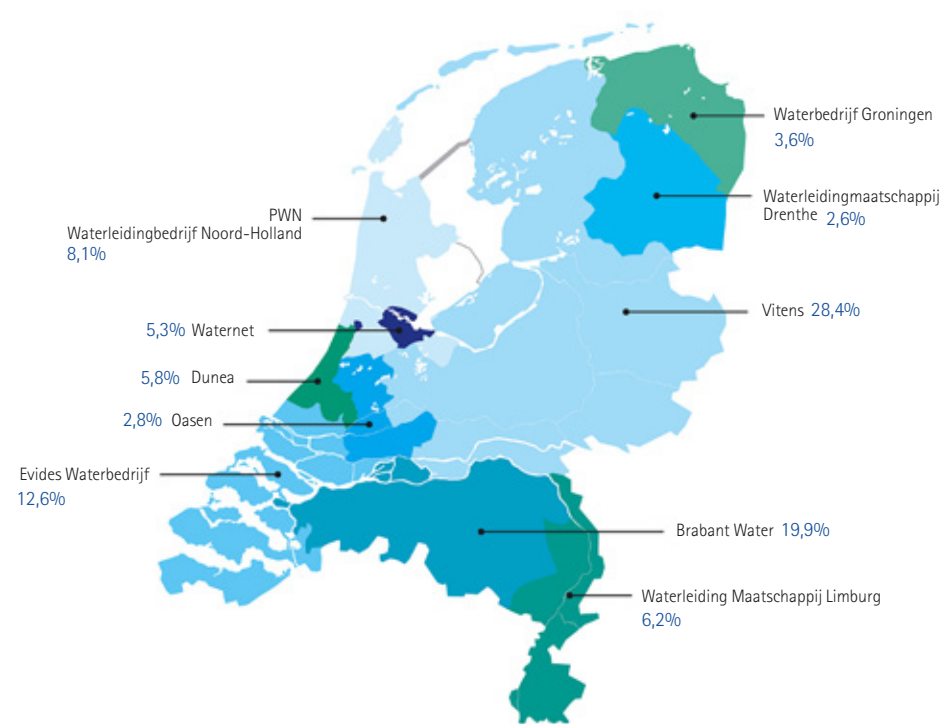 Waterbedrijf Groningen
3,6%
Waterleidingmaatschappij
Drenthe 2,6%
PWN
Waterleidingbedrijf Noord-Holland
8,1%
Vitens 28,4%
5,3% Waternet
5,8% Dunea
2,8% Oasen
Evides Waterbedrijf
12,6%
Brabant Water 19,9%
Waterleiding Maatschappij Limburg
6,2%